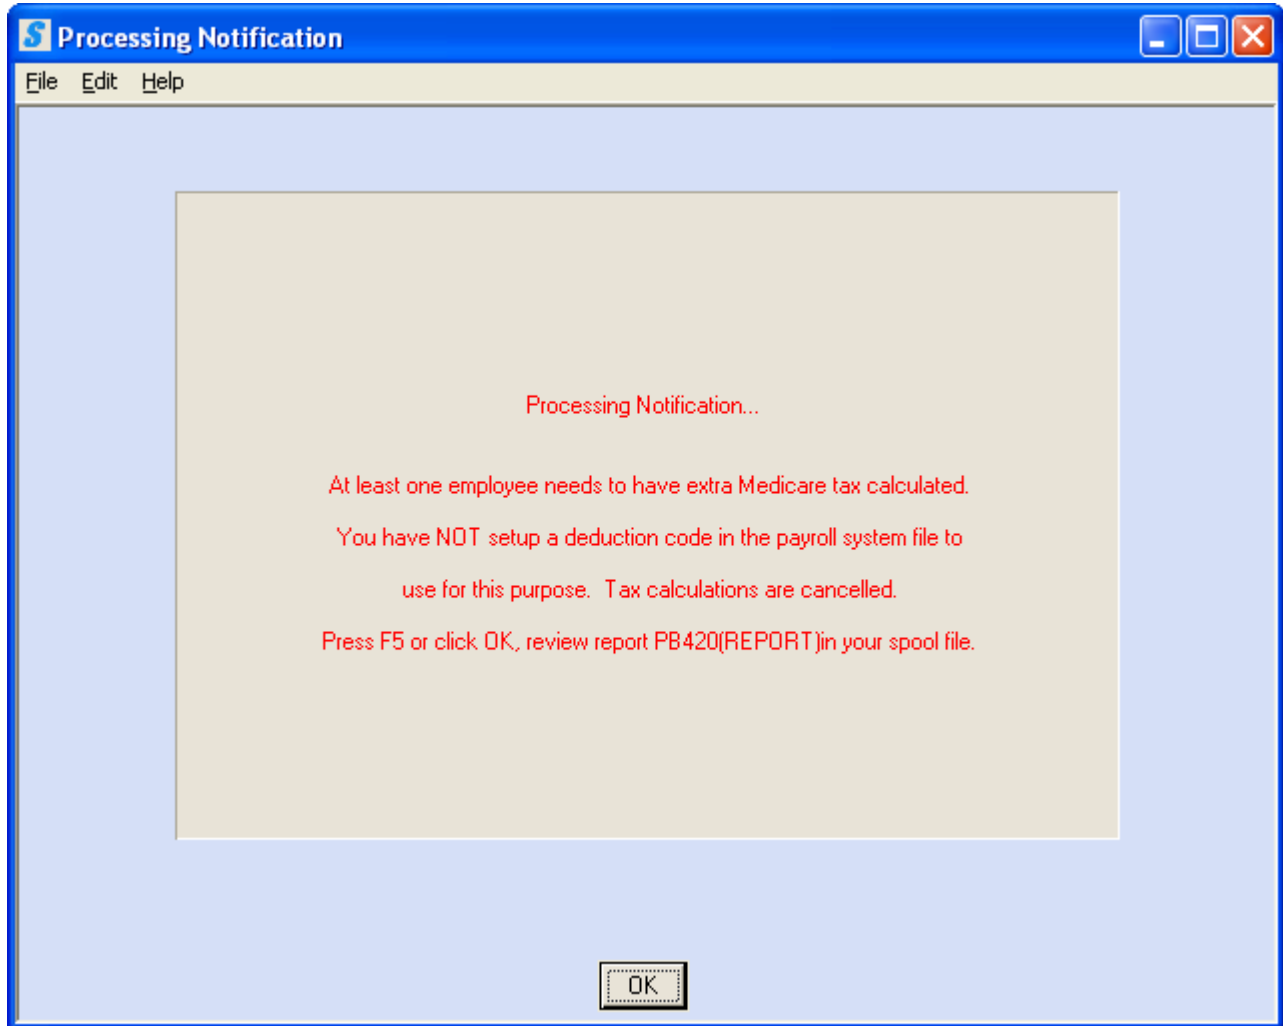 Processing Notification
File Edit Help
Processing Notification...
At least one employee needs to have extra Medicare tax calculated.
You have NOT setup a deduction code in the payroll system file to
use for this purpose.  Tax calculations are cancelled.
Press F5 or click OK, review report PB420(REPORT)in your spool file.
OK